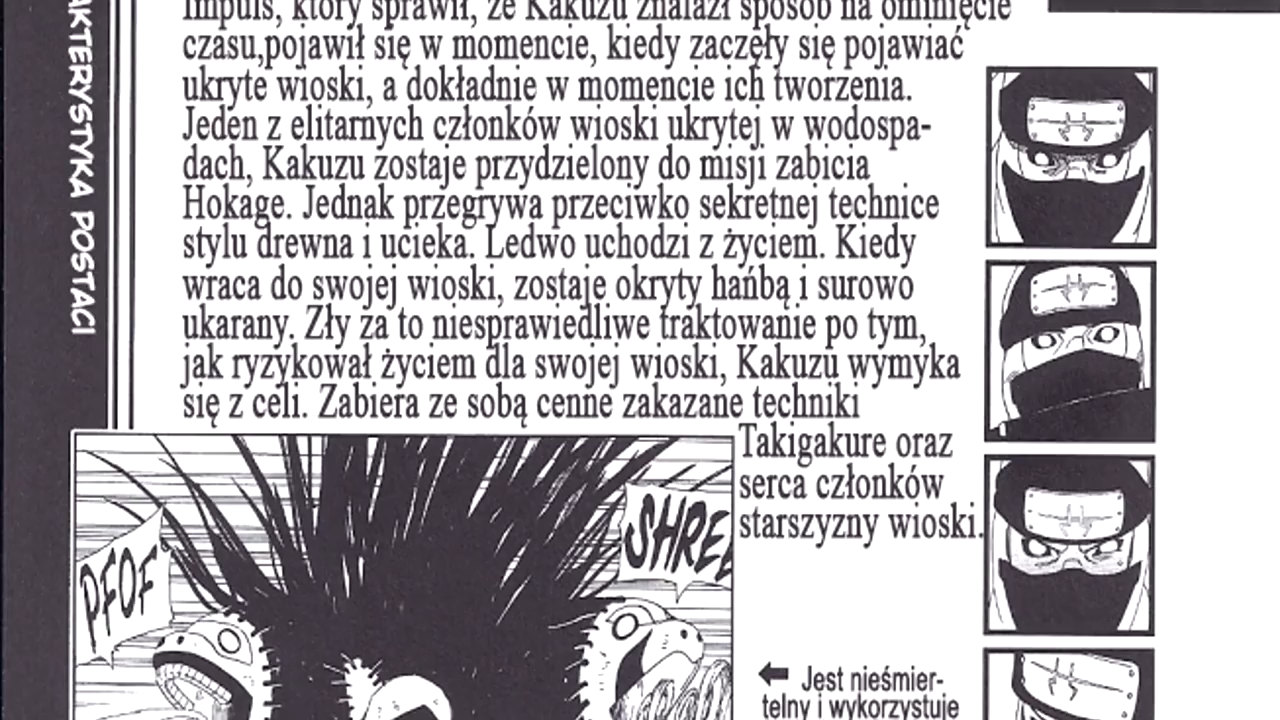 AKTERYSTYKA POSTACI
Impuls, który sprawił, że Kakuzu znalazł sposób na ominięcie
czasu,pojawił się w momencie, kiedy zaczęły się pojawiać
ukryte wioski, a dokładnie w momencie ich tworzenia.
Jeden z elitarnych członków wioski ukrytej w wodospa-
dach, Kakuzu zostaje przydzielony do misji zabicia
Hokage. Jednak przegrywa przeciwko sekretnej technice
stylu drewna i ucieka. Ledwo uchodzi z życiem. Kiedy
wraca do swojej wioski, zostaje okryty hańbą i surowo
ukarany. Zły za to niesprawiedliwe traktowanie po tym,
jak ryzykował życiem dla swojej wioski, Kakuzu wymyka
się z celi. Zabiera ze sobą cenne zakazane techniki
Takigakure oraz
serca członków
starszyzny wioski.
PFOF
SHREE
Jest nieśmier-
telny i wykorzystuje